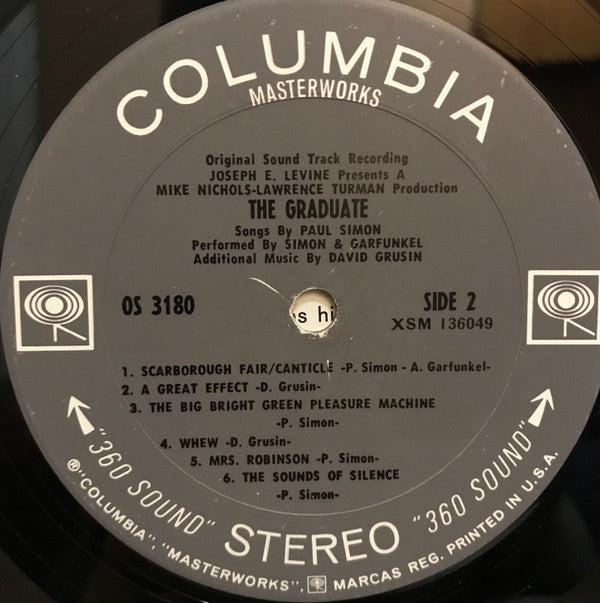 COLUMBIA
MASTERWORKS
Original Sound Track Recording
JOSEPH E. LEVINE Presents A
MIKE NICHOLS-LAWRENCE TURMAN Production
THE GRADUATE
Songs By PAUL SIMON
Performed By SIMON & GARFUNKEL
Additional Music By DAVID GRUSIN
OS 3180
s hi
SIDE 2
XSM 136049
1. SCARBOROUGH FAIR/CANTICLE -P. Simon - A. Garfunkel-
2. A GREAT EFFECT -D. Grusin-
3. THE BIG BRIGHT GREEN PLEASURE MACHINE
-P. Simon-
4. WHEW -D. Grusin-
5. MRS. ROBINSON -P. Simon-
6. THE SOUNDS OF SILENCE
-P. Simon-
"360 SOUND" STEREO "360 SOUND"
®"COLUMBIA", "MASTERWORKS", MARCAS REG. PRINTED IN U.S.A.